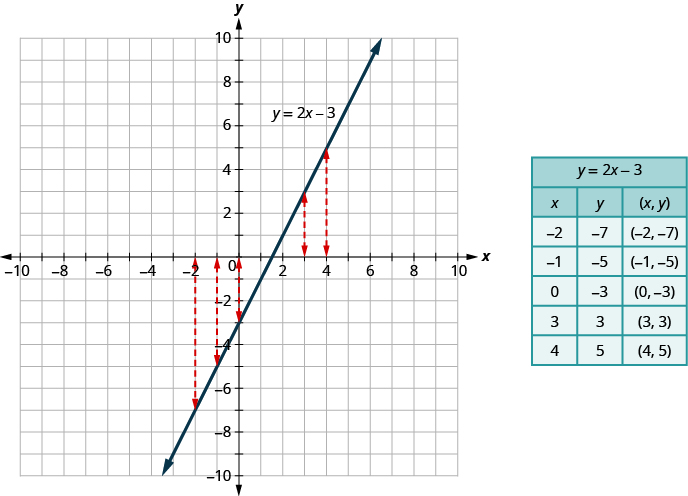 y
10
8
6
y = 2x – 3
4
2
–10 –8 –6 –4 –2 0 2 4 6 8 10 x
–2
–4
–6
–8
–10
y = 2x – 3
x y (x, y)
–2 –7 (–2, –7)
–1 –5 (–1, –5)
0 –3 (0, –3)
3 3 (3, 3)
4 5 (4, 5)